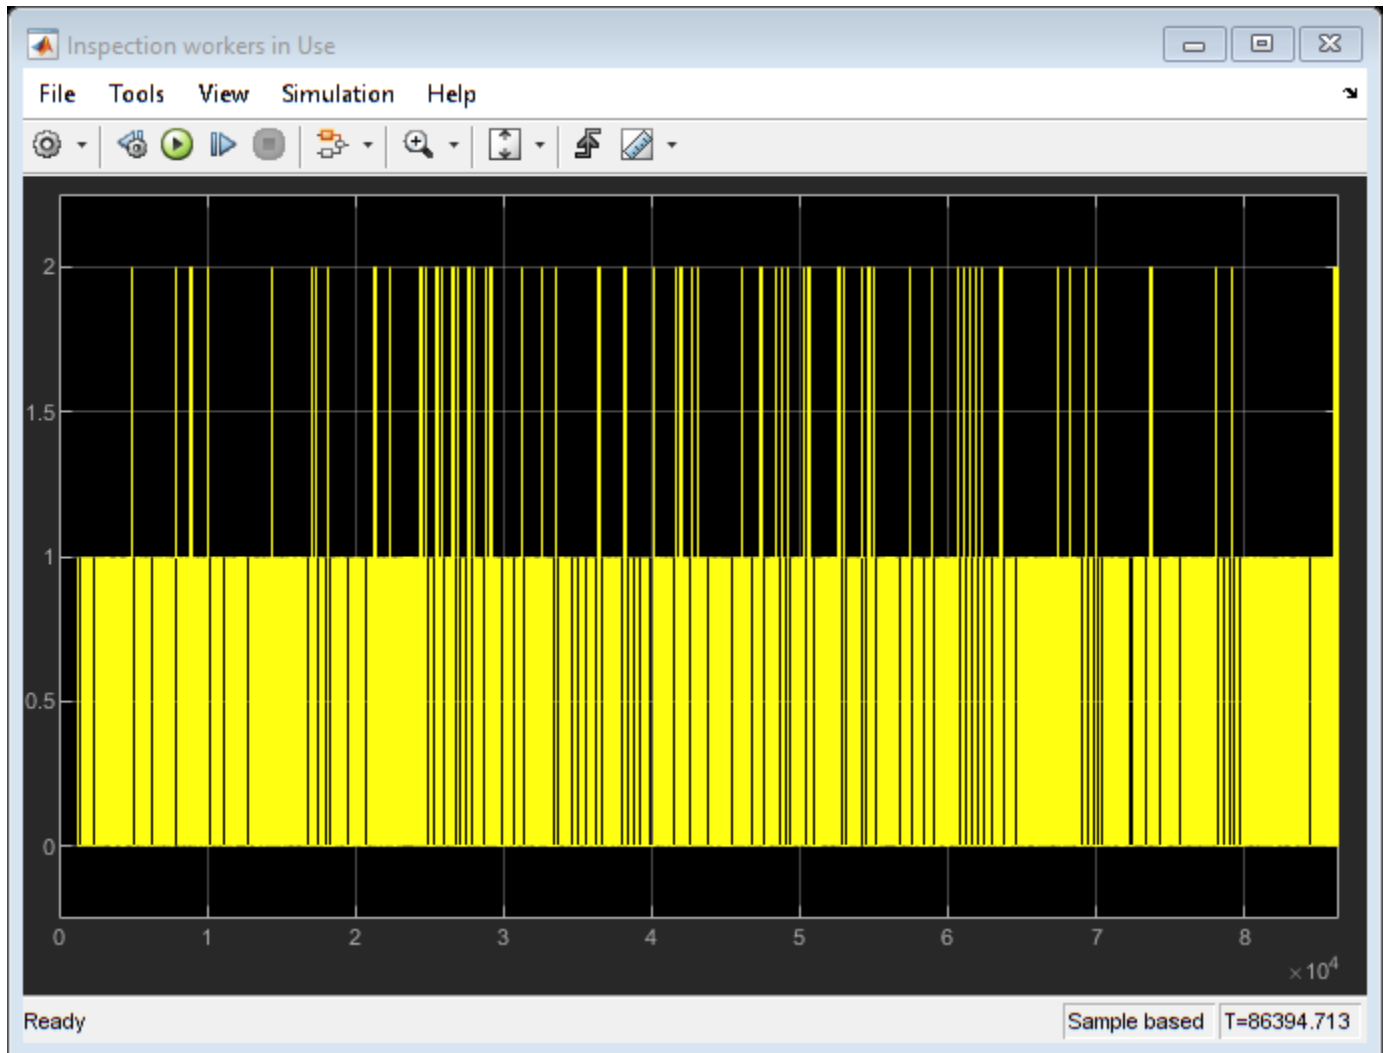 Inspection workers in Use
File Tools View Simulation Help
2
1.5
1
0.5
0
0 1 2 3 4 5 6 7 8
×10⁴
Ready Sample based T=86394.713